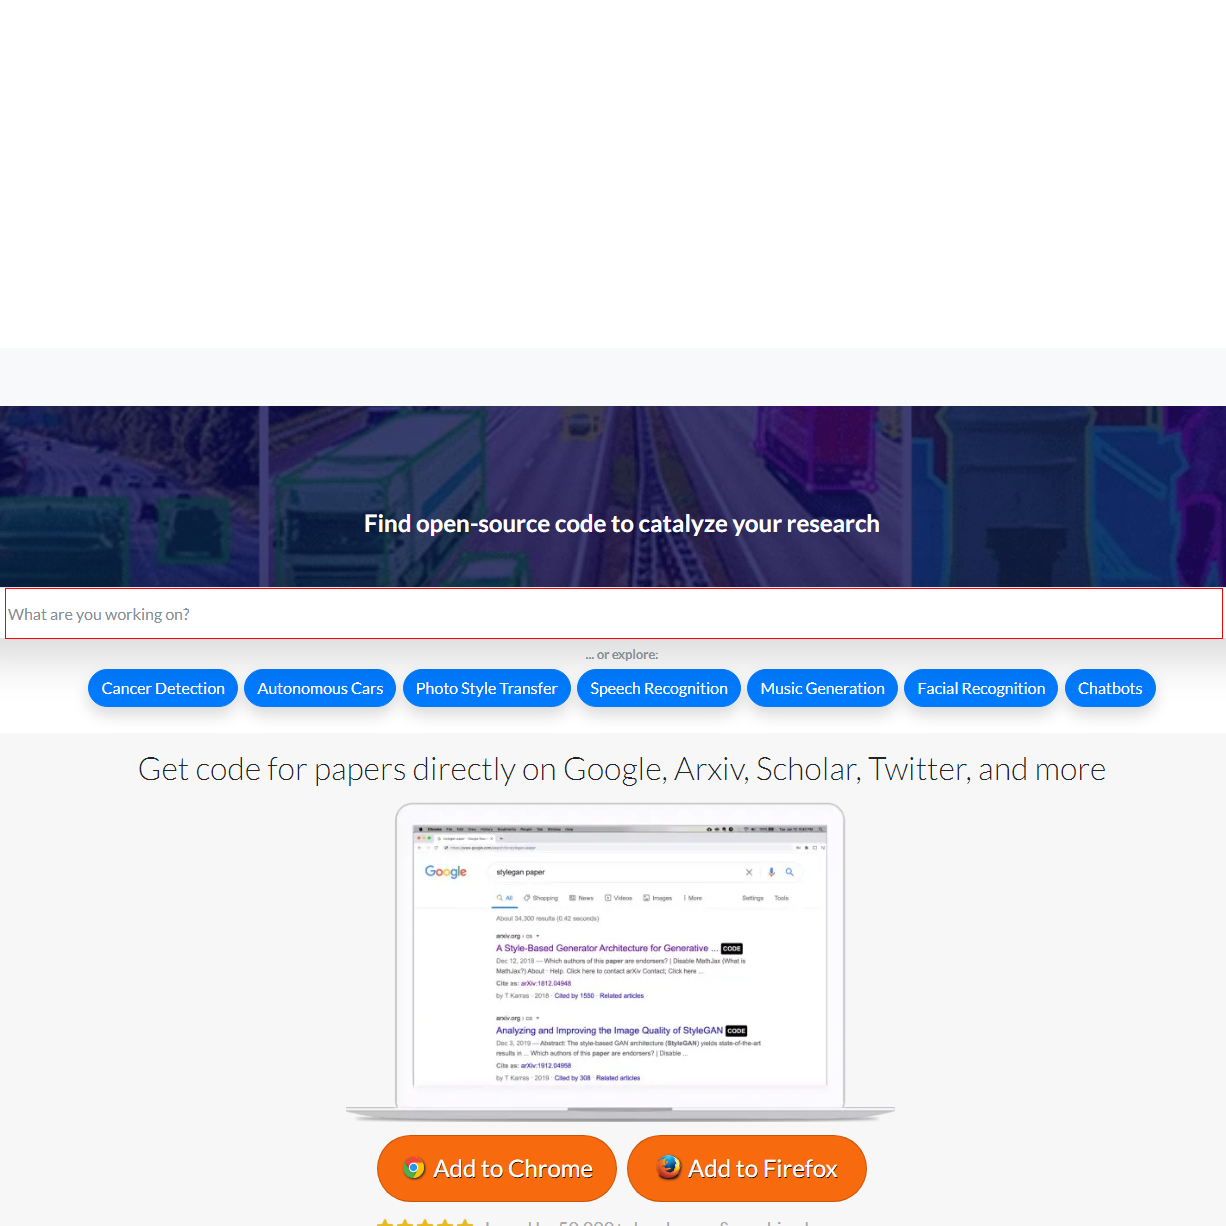 Find open-source code to catalyze your research
What are you working on?
... or explore:
Cancer Detection Autonomous Cars Photo Style Transfer Speech Recognition Music Generation Facial Recognition Chatbots
Get code for papers directly on Google, Arxiv, Scholar, Twitter, and more
Google stylegan paper
All Shopping News Videos Images More Settings Tools
About 34,300 results (0.42 seconds)
arxiv.org › cs
A Style-Based Generator Architecture for Generative ... CODE
Dec 12, 2018 — Which authors of this paper are endorsers? | Disable MathJax (What is
MathJax?) About · Help. Click here to contact arXiv Contact; Click here ...
Cite as: arXiv:1812.04948
by T Karras · 2018 · Cited by 1550 · Related articles
arxiv.org › cs
Analyzing and Improving the Image Quality of StyleGAN CODE
Dec 3, 2019 — Abstract: The style-based GAN architecture (StyleGAN) yields state-of-the-art
results in ... Which authors of this paper are endorsers? | Disable ...
Cite as: arXiv:1912.04958
by T Karras · 2019 · Cited by 308 · Related articles
Add to Chrome Add to Firefox